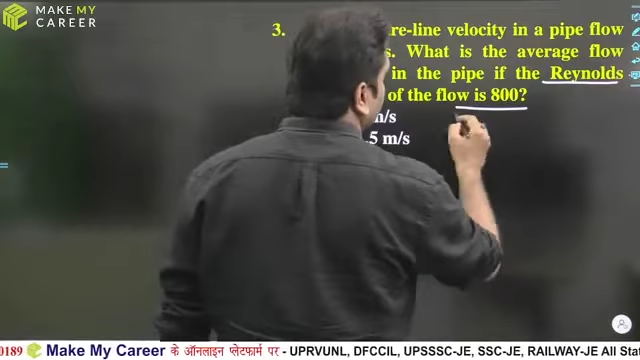 MAKE MY
CAREER
3. re-line velocity in a pipe flow
s. What is the average flow
in the pipe if the Reynolds
of the flow is 800?
m/s
.5 m/s
0189 Make My Career के ऑनलाइन प्लेटफार्म पर - UPRVUNL, DFCCIL, UPSSSC-JE, SSC-JE, RAILWAY-JE All Sta